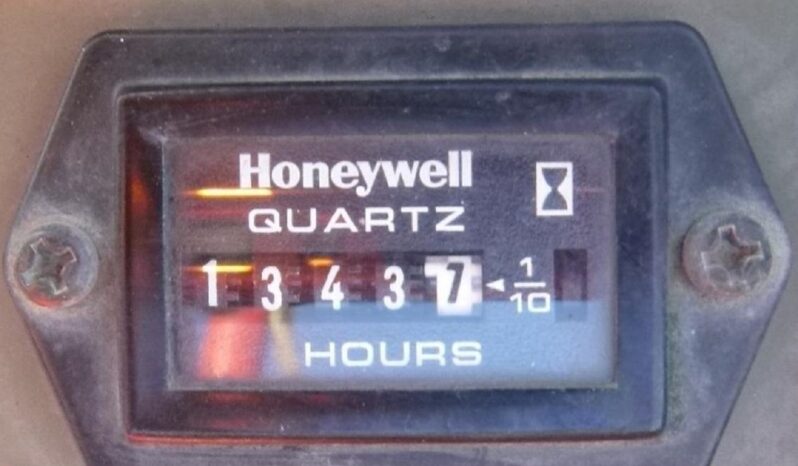 Honeywell
QUARTZ
1 3 4 3 7 ◄ 1/10
HOURS